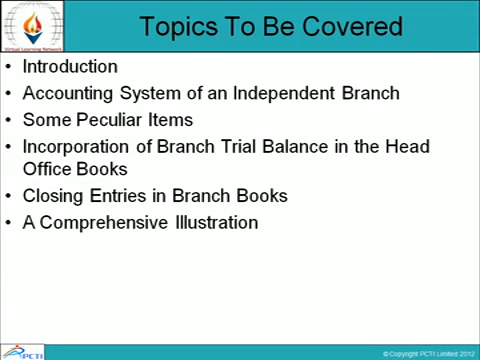 Topics To Be Covered
Virtual Learning Network
• Introduction
• Accounting System of an Independent Branch
• Some Peculiar Items
• Incorporation of Branch Trial Balance in the Head
Office Books
• Closing Entries in Branch Books
• A Comprehensive Illustration
PCTI
© Copyright PCTI Limited 2012